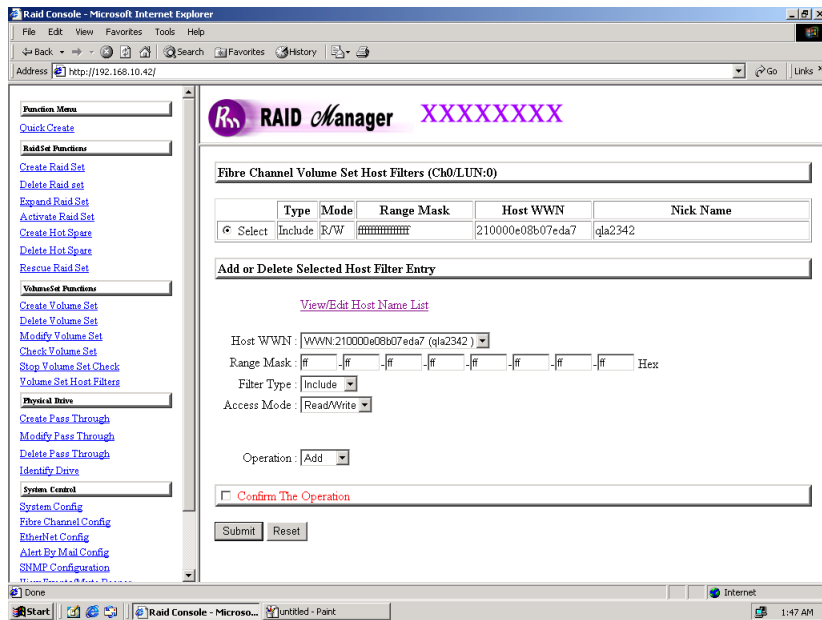 Raid Console - Microsoft Internet Explorer
File Edit View Favorites Tools Help
Back Search Favorites History
Address http://192.168.10.42/ Go Links
Function Menu
Quick Create
RaidSet Functions
Create Raid Set
Delete Raid set
Expand Raid Set
Activate Raid Set
Create Hot Spare
Delete Hot Spare
Rescue Raid Set
VolumeSet Functions
Create Volume Set
Delete Volume Set
Modify Volume Set
Check Volume Set
Stop Volume Set Check
Volume Set Host Filters
Physical Drive
Create Pass Through
Modify Pass Through
Delete Pass Through
Identify Drive
System Control
System Config
Fibre Channel Config
EtherNet Config
Alert By Mail Config
SNMP Configuration
RAID Manager XXXXXXXX
Fibre Channel Volume Set Host Filters (Ch0/LUN:0)
Type Mode Range Mask Host WWN Nick Name
Select Include R/W ffffffffffffffff 210000e08b07eda7 qla2342
Add or Delete Selected Host Filter Entry
View/Edit Host Name List
Host WWN : WWN:210000e08b07eda7 (qla2342 )
Range Mask : ff -ff -ff -ff -ff -ff -ff -ff Hex
Filter Type : Include
Access Mode : Read/Write
Operation : Add
Confirm The Operation
Submit Reset
Done Internet
Start Raid Console - Microso... untitled - Paint 1:47 AM